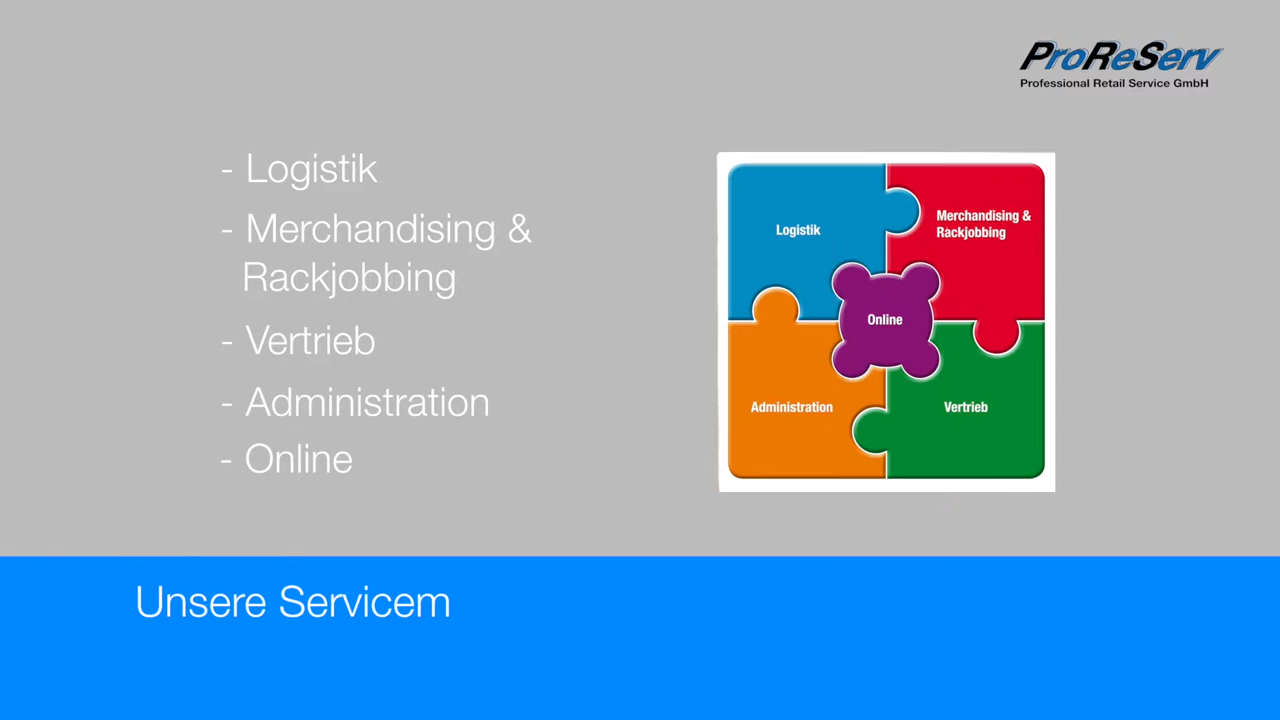 ProReServ
Professional Retail Service GmbH
- Logistik
- Merchandising &
Rackjobbing
- Vertrieb
- Administration
- Online
Logistik
Merchandising &
Rackjobbing
Online
Administration
Vertrieb
Unsere Servicem